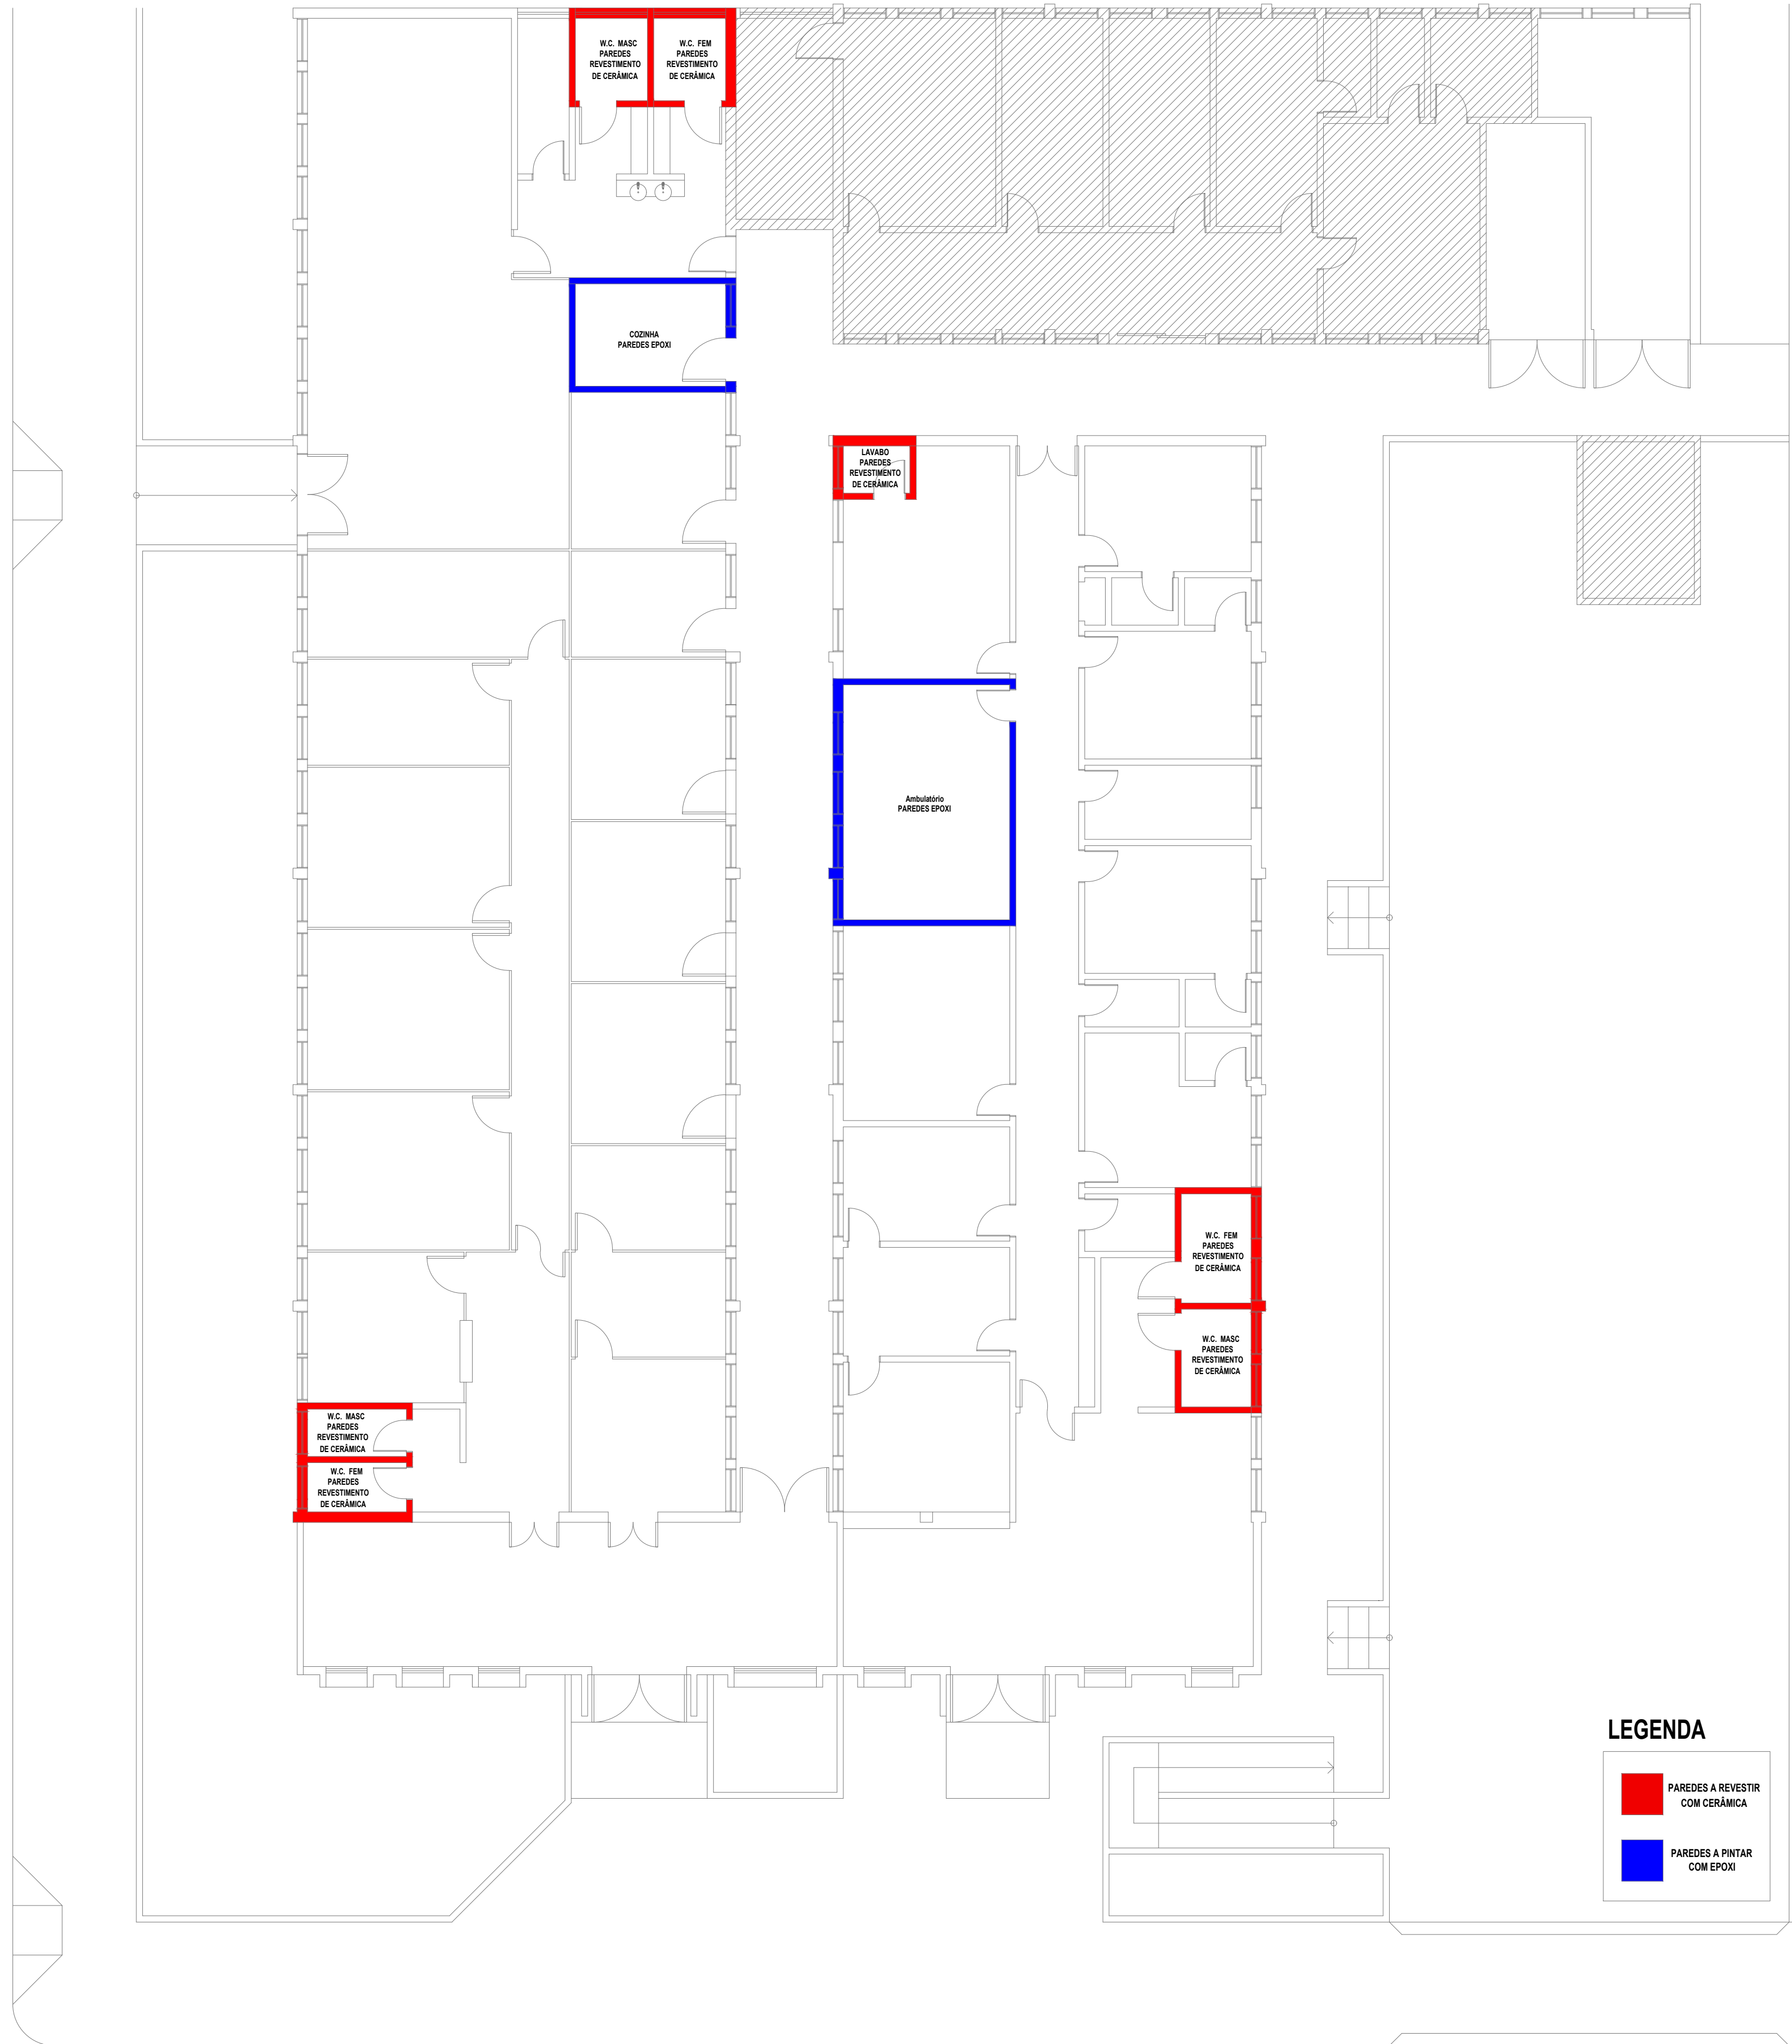 W.C. MASC
PAREDES
REVESTIMENTO
DE CERÂMICA
W.C. FEM
PAREDES
REVESTIMENTO
DE CERÂMICA
COZINHA
PAREDES EPOXI
LAVABO
PAREDES
REVESTIMENTO
DE CERÂMICA
Ambulatório
PAREDES EPOXI
W.C. FEM
PAREDES
REVESTIMENTO
DE CERÂMICA
W.C. MASC
PAREDES
REVESTIMENTO
DE CERÂMICA
W.C. MASC
PAREDES
REVESTIMENTO
DE CERÂMICA
W.C. FEM
PAREDES
REVESTIMENTO
DE CERÂMICA
LEGENDA
PAREDES A REVESTIR
COM CERÂMICA
PAREDES A PINTAR
COM EPOXI